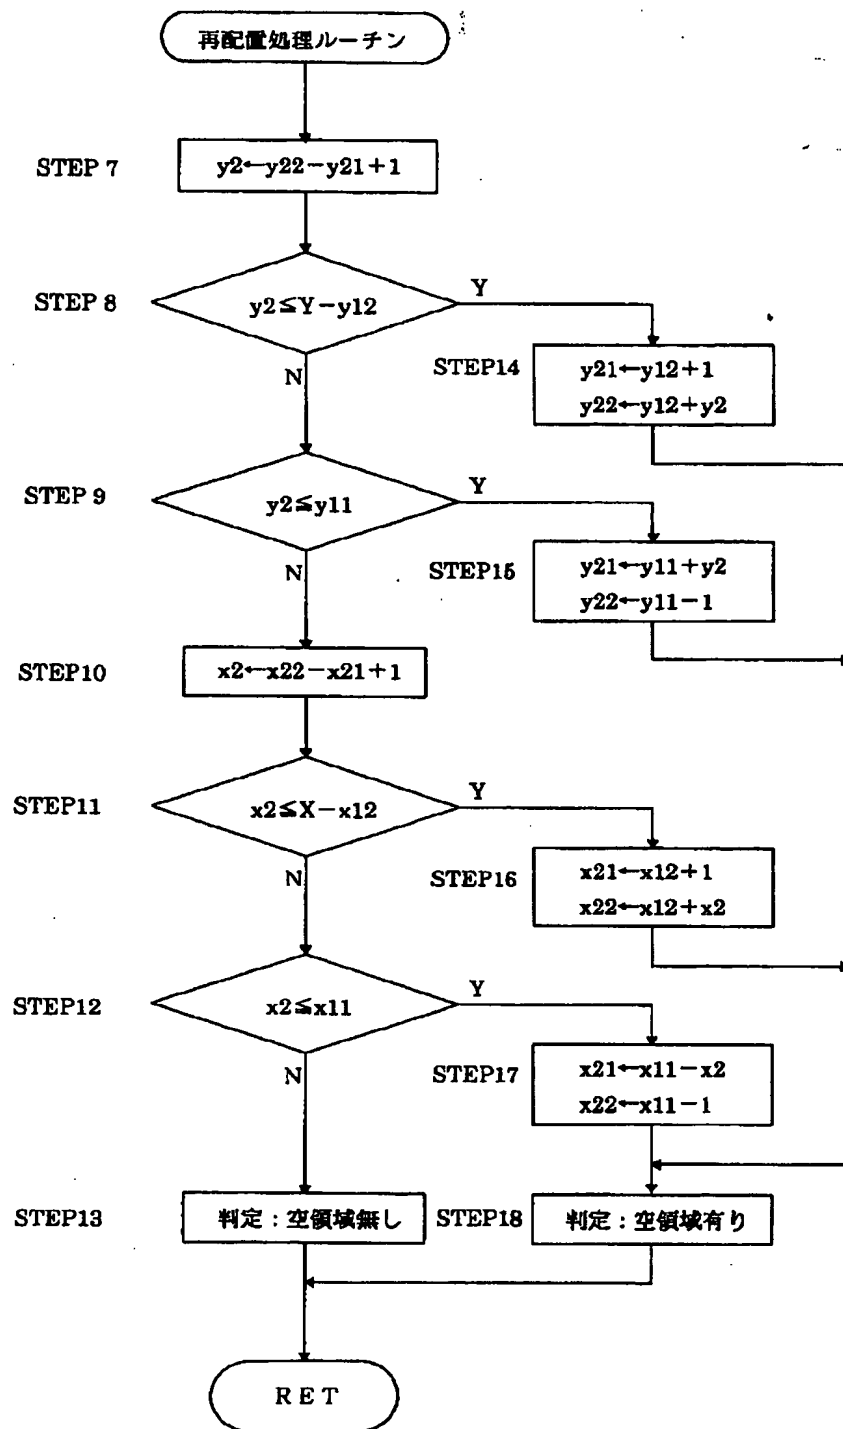 再配置処理ルーチン
STEP 7
y2←y22−y21+1
STEP 8
y2≦Y−y12
Y
N
STEP14
y21←y12+1
y22←y12+y2
STEP 9
y2≦y11
Y
N
STEP15
y21←y11+y2
y22←y11−1
STEP10
x2←x22−x21+1
STEP11
x2≦X−x12
Y
N
STEP16
x21←x12+1
x22←x12+x2
STEP12
x2≦x11
Y
N
STEP17
x21←x11−x2
x22←x11−1
STEP13
判定：空領域無し
STEP18
判定：空領域有り
RET